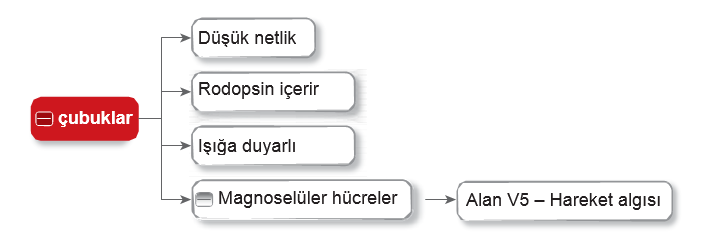 çubuklar
Düşük netlik
Rodopsin içerir
Işığa duyarlı
Magnoselüler hücreler
Alan V5 – Hareket algısı